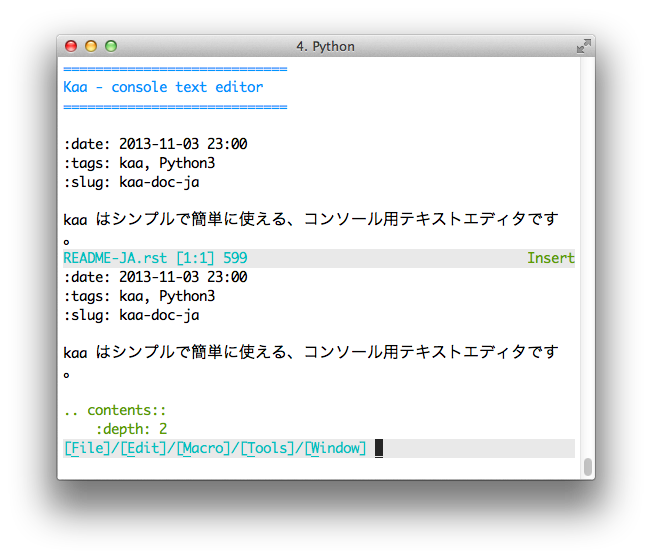 4. Python
============================
Kaa - console text editor
============================
:date: 2013-11-03 23:00
:tags: kaa, Python3
:slug: kaa-doc-ja
kaa はシンプルで簡単に使える、コンソール用テキストエディタです
。
README-JA.rst [1:1] 599 Insert
:date: 2013-11-03 23:00
:tags: kaa, Python3
:slug: kaa-doc-ja
kaa はシンプルで簡単に使える、コンソール用テキストエディタです
。
.. contents::
:depth: 2
[File]/[Edit]/[Macro]/[Tools]/[Window]